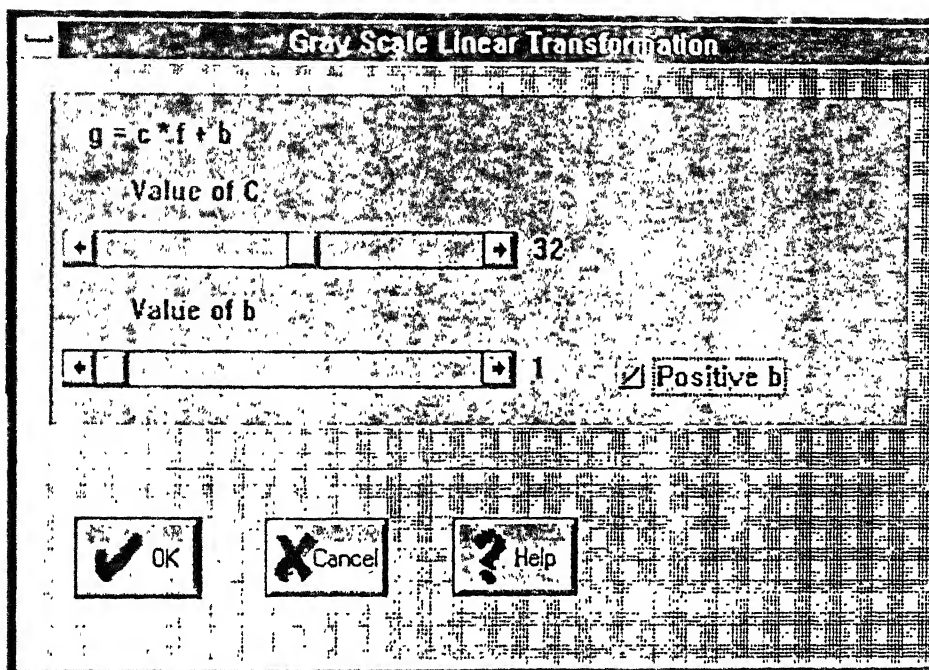 Gray Scale Linear Transformation
g = c * f + b
Value of C
32
Value of b
1
Positive b
OK
Cancel
Help